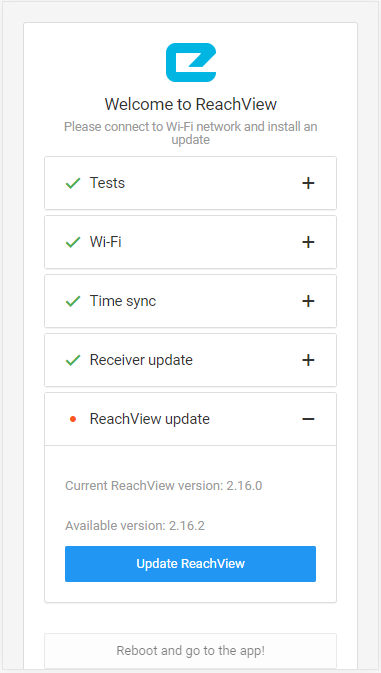 Welcome to ReachView
Please connect to Wi-Fi network and install an
update
Tests
Wi-Fi
Time sync
Receiver update
ReachView update
Current ReachView version: 2.16.0
Available version: 2.16.2
Update ReachView
Reboot and go to the app!